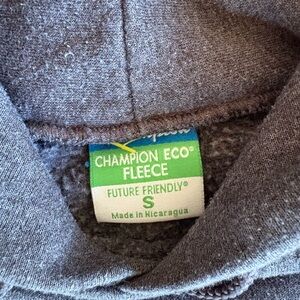 CHAMPION ECO®
FLEECE
FUTURE FRIENDLY®
S
Made in Nicaragua